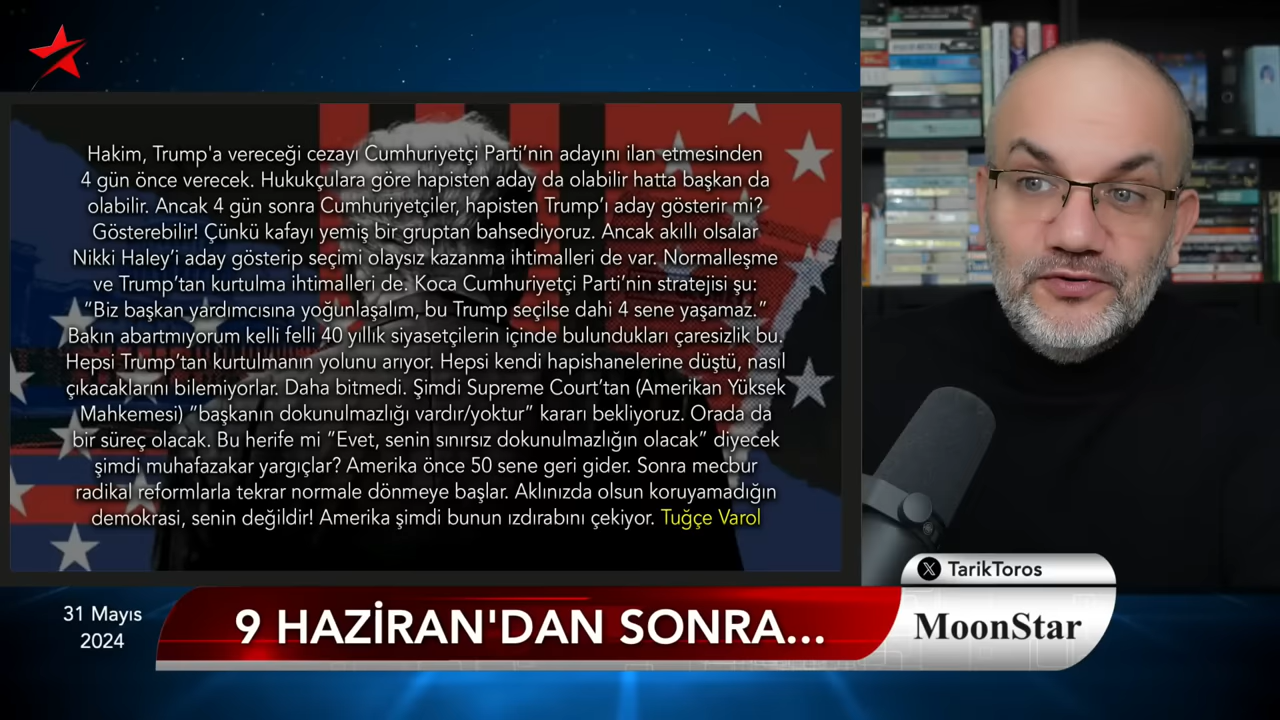 Hakim, Trump'a vereceği cezayı Cumhuriyetçi Parti’nin adayını ilan etmesinden
4 gün önce verecek. Hukukçulara göre hapisten aday da olabilir hatta başkan da
olabilir. Ancak 4 gün sonra Cumhuriyetçiler, hapisten Trump’ı aday gösterir mi?
Gösterebilir! Çünkü kafayı yemiş bir gruptan bahsediyoruz. Ancak akıllı olsalar
Nikki Haley’i aday gösterip seçimi olaysız kazanma ihtimalleri de var. Normalleşme
ve Trump’tan kurtulma ihtimalleri de. Koca Cumhuriyetçi Parti’nin stratejisi şu:
“Biz başkan yardımcısına yoğunlaşalım, bu Trump seçilse dahi 4 sene yaşamaz.”
Bakın abartmıyorum kelli felli 40 yıllık siyasetçilerin içinde bulundukları çaresizlik bu.
Hepsi Trump’tan kurtulmanın yolunu arıyor. Hepsi kendi hapishanelerine düştü, nasıl
çıkacaklarını bilemiyorlar. Daha bitmedi. Şimdi Supreme Court’tan (Amerikan Yüksek
Mahkemesi) “başkanın dokunulmazlığı vardır/yoktur” kararı bekliyoruz. Orada da
bir süreç olacak. Bu herife mi “Evet, senin sınırsız dokunulmazlığın olacak” diyecek
şimdi muhafazakar yargıçlar? Amerika önce 50 sene geri gider. Sonra mecbur
radikal reformlarla tekrar normale dönmeye başlar. Aklınızda olsun koruyamadığın
demokrasi, senin değildir! Amerika şimdi bunun ızdırabını çekiyor. Tuğçe Varol
X TarikToros
31 Mayıs
2024
9 HAZİRAN'DAN SONRA...
MoonStar